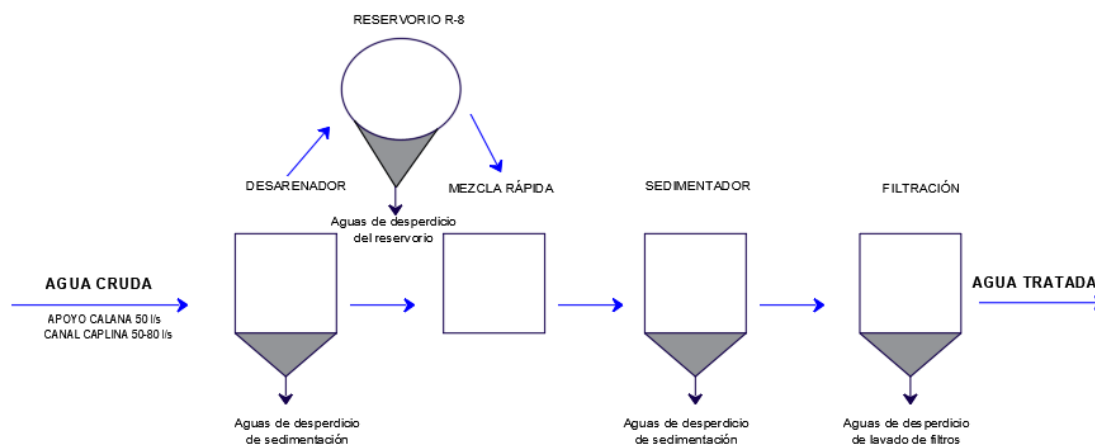 RESERVORIO R-8
DESARENADOR
MEZCLA RÁPIDA
SEDIMENTADOR
FILTRACIÓN
Aguas de desperdicio
del reservorio
AGUA CRUDA
APOYO CALANA 50 l/s
CANAL CAPLINA 50-80 l/s
AGUA TRATADA
Aguas de desperdicio
de sedimentación
Aguas de desperdicio
de sedimentación
Aguas de desperdicio
de lavado de filtros